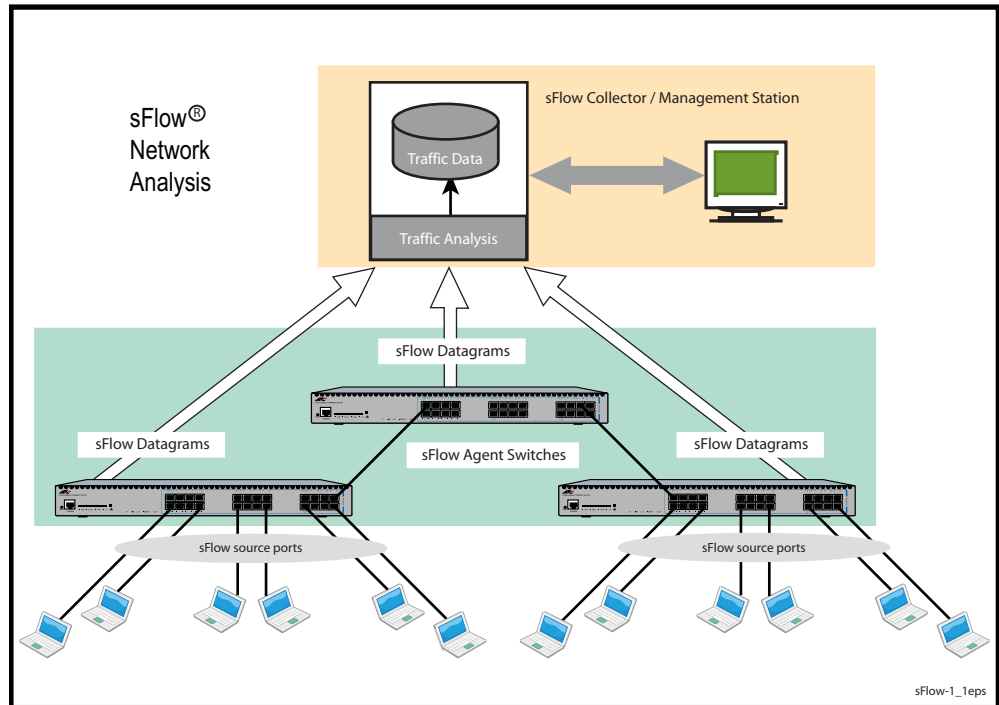 sFlow®
Network
Analysis
sFlow Collector / Management Station
Traffic Data
Traffic Analysis
sFlow Datagrams
sFlow Datagrams
sFlow Agent Switches
sFlow Datagrams
sFlow source ports
sFlow source ports
sFlow-1_1eps